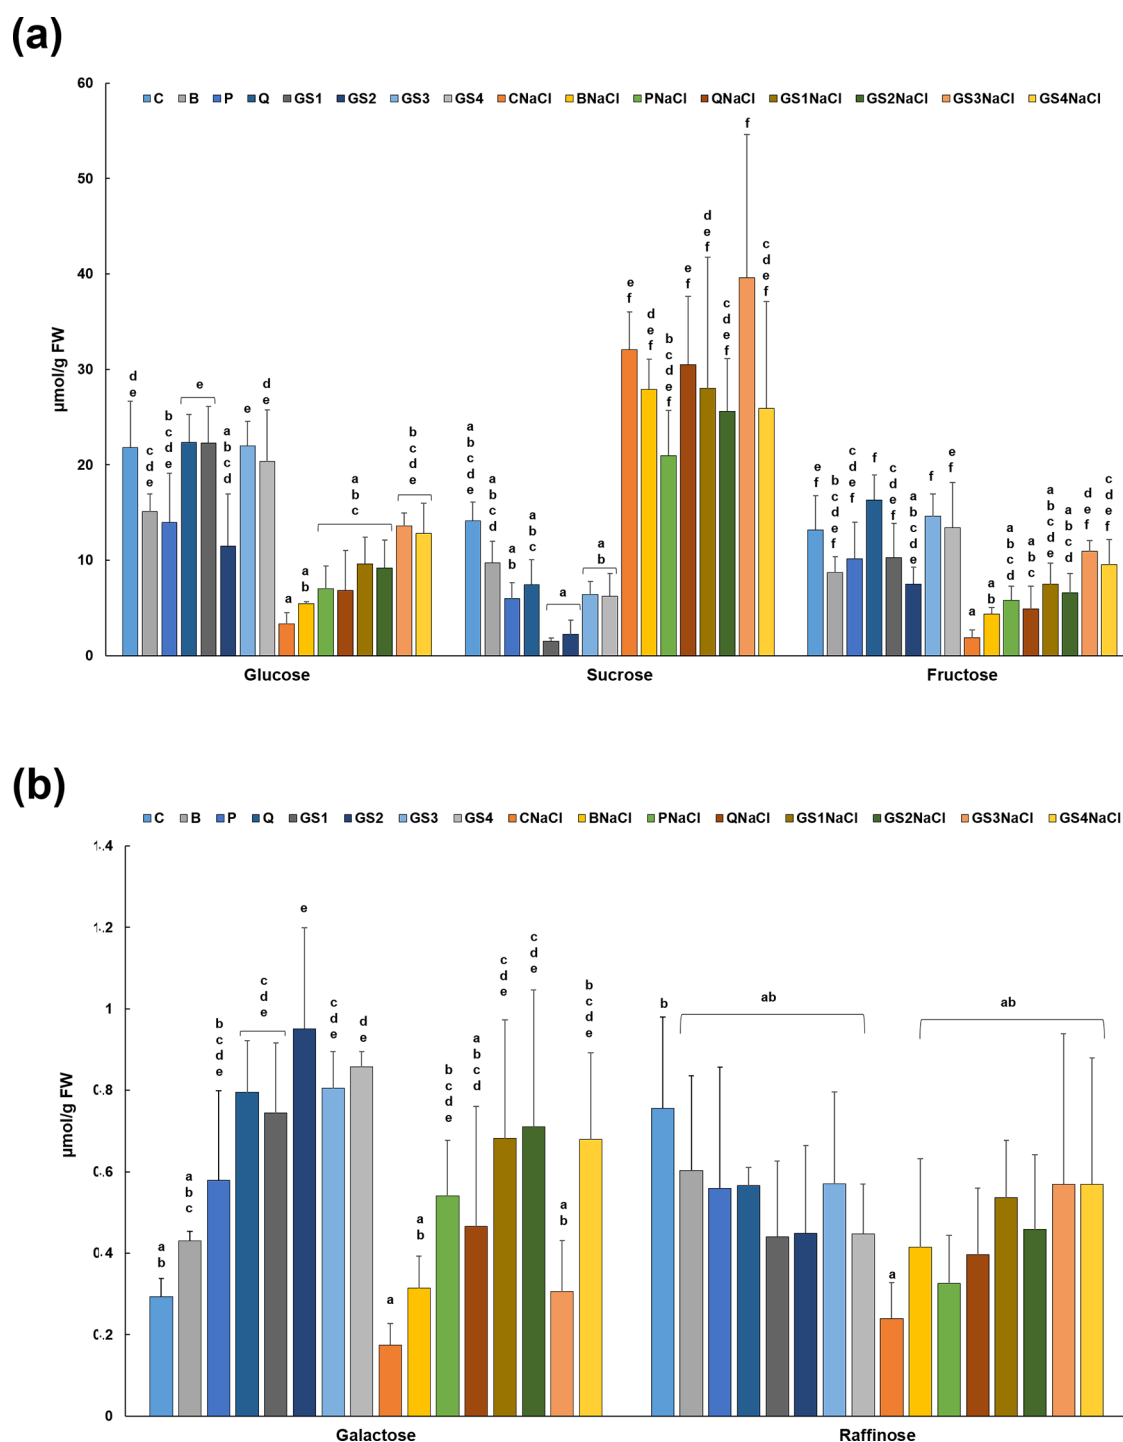 (a)
60
C B P Q GS1 GS2 GS3 GS4 CNaCl BNaCl PNaCl QNaCl GS1NaCl GS2NaCl GS3NaCl GS4NaCl
50
40
30
20
10
0
µmol/g FW
d
e
c
d
e
b
c
d
e
e
a
b
c
d
e
d
e
a
a
b
a
b
c
b
c
d
e
a
b
c
d
e
a
b
c
d
a
b
a
b
c
a
a
b
e
f
d
e
f
b
c
d
e
f
e
f
d
e
f
c
d
e
f
f
c
d
e
f
e
f
b
c
d
e
f
c
d
e
f
f
c
d
e
f
a
b
c
d
e
f
e
f
a
a
b
a
b
c
d
a
b
c
a
b
c
d
e
a
b
c
d
d
e
f
c
d
e
f
Glucose Sucrose Fructose
(b)
C B P Q GS1 GS2 GS3 GS4 CNaCl BNaCl PNaCl QNaCl GS1NaCl GS2NaCl GS3NaCl GS4NaCl
1
0
µmol/g FW
a
b
a
b
c
b
c
d
e
c
d
e
e
c
d
e
d
e
a
a
b
b
c
d
e
a
b
c
d
c
d
e
c
d
e
a
b
b
c
d
e
b
ab
a
ab
Galactose Raffinose